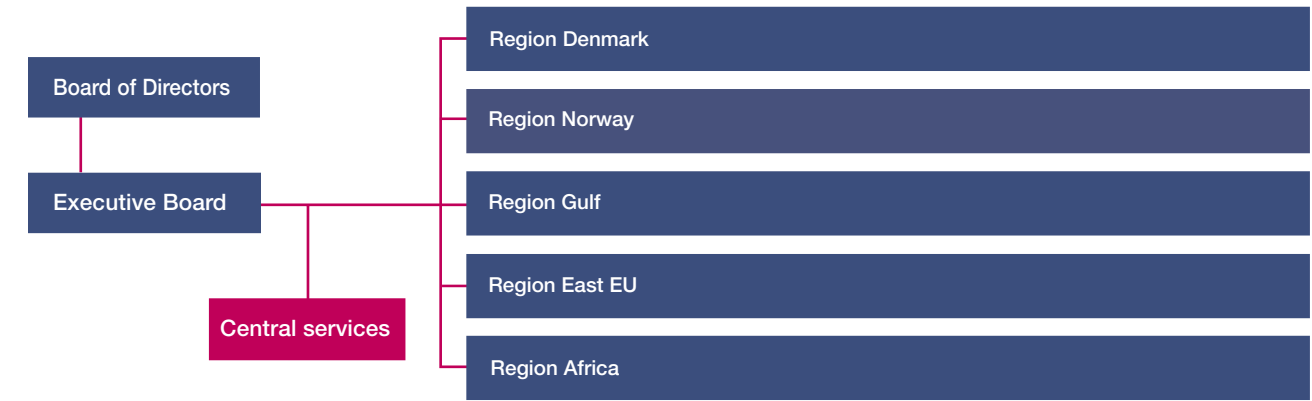 Board of Directors
Executive Board
Central services
Region Denmark
Region Norway
Region Gulf
Region East EU
Region Africa